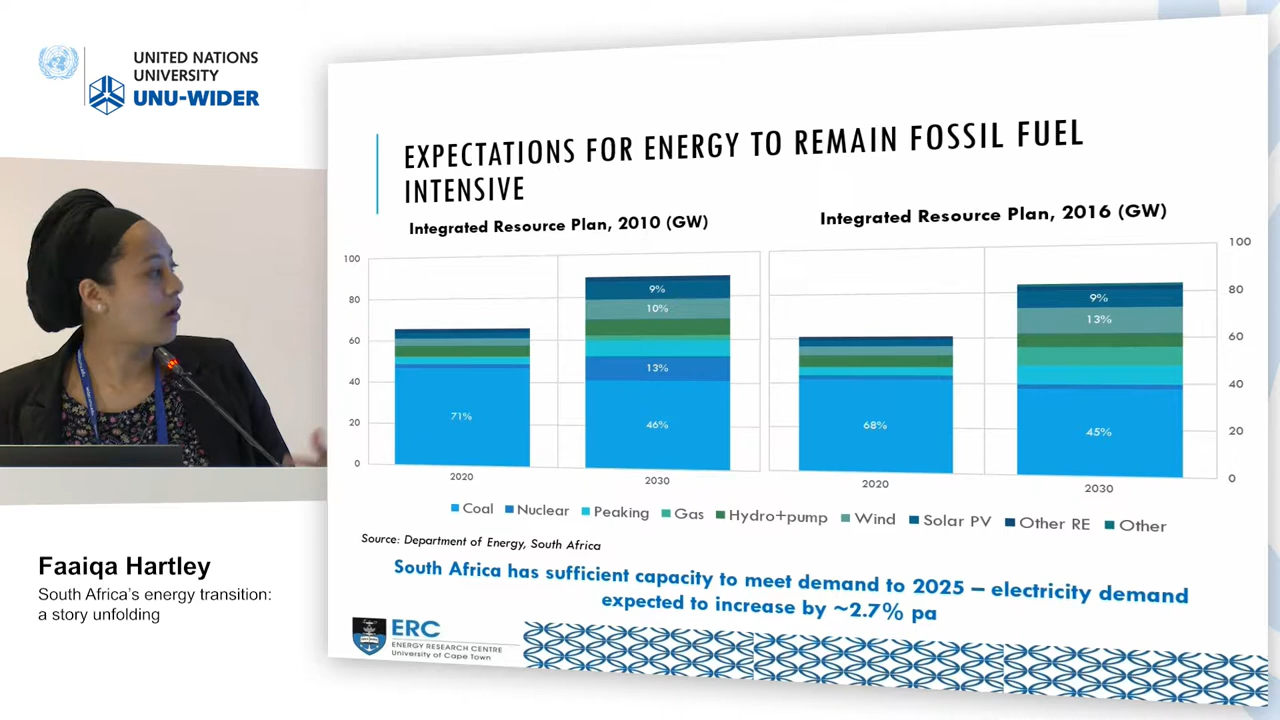 UNITED NATIONS
UNIVERSITY
UNU-WIDER
EXPECTATIONS FOR ENERGY TO REMAIN FOSSIL FUEL
INTENSIVE
Integrated Resource Plan, 2010 (GW)
100
80
60
40
20
0
9%
10%
13%
71%
46%
2020
2030
Integrated Resource Plan, 2016 (GW)
100
80
60
40
20
0
9%
13%
68%
45%
2020
2030
Coal Nuclear Peaking Gas Hydro+pump Wind Solar PV Other RE Other
Source: Department of Energy, South Africa
South Africa has sufficient capacity to meet demand to 2025 – electricity demand
expected to increase by ~2.7% pa
ERC
ENERGY RESEARCH CENTRE
University of Cape Town
Faaiqa Hartley
South Africa's energy transition:
a story unfolding